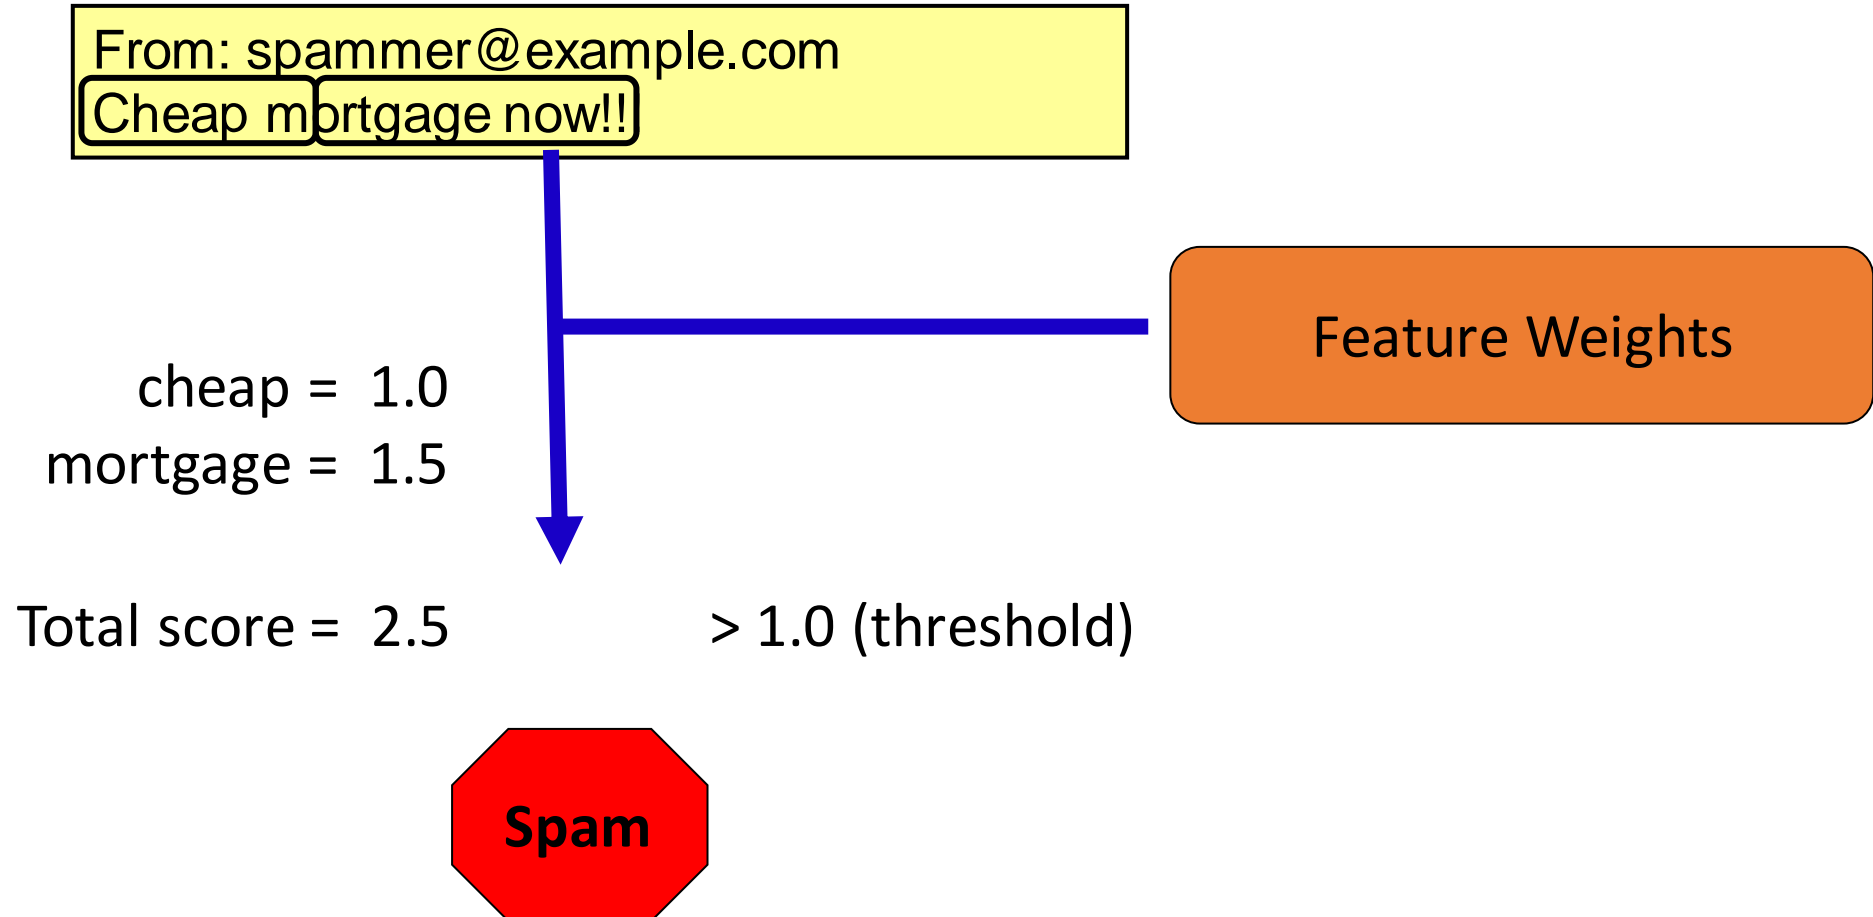 From: spammer@example.com
Cheap mortgage now!!
Feature Weights
cheap = 1.0
mortgage = 1.5
Total score = 2.5 > 1.0 (threshold)
Spam